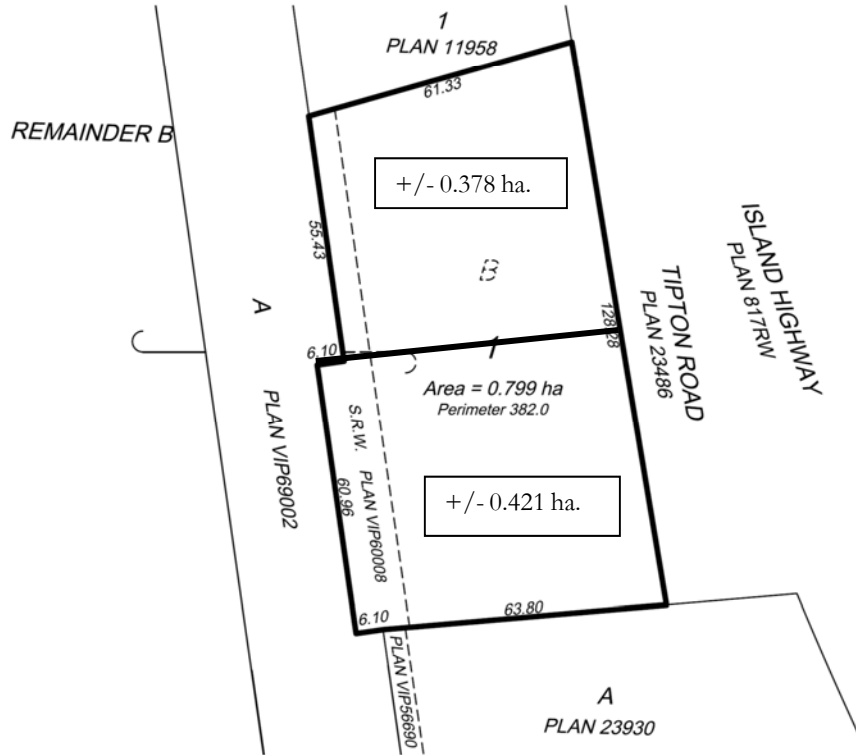 1
PLAN 11958
61.33
REMAINDER B
+/- 0.378 ha.
55.43
B
ISLAND HIGHWAY
PLAN 817RW
TIPTON ROAD
PLAN 23486
128.28
A
PLAN VIP69002
6.10
1
Area = 0.799 ha
Perimeter 382.0
S.R.W. PLAN VIP60008
60.96
+/- 0.421 ha.
6.10
63.80
PLAN VIP56690
A
PLAN 23930